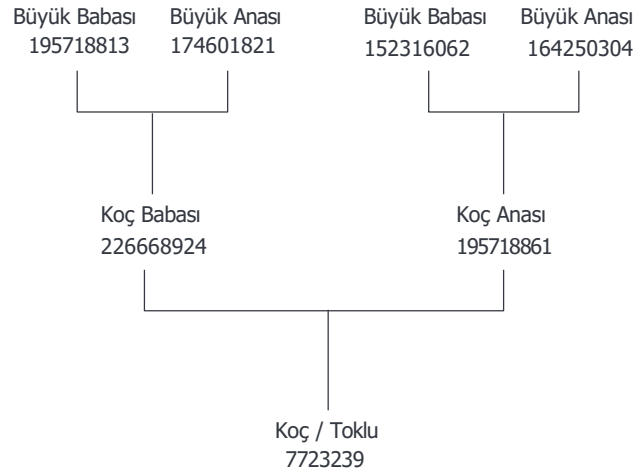 Büyük Babası Büyük Anası Büyük Babası Büyük Anası
195718813 174601821 152316062 164250304
Koç Babası Koç Anası
226668924 195718861
Koç / Toklu
7723239